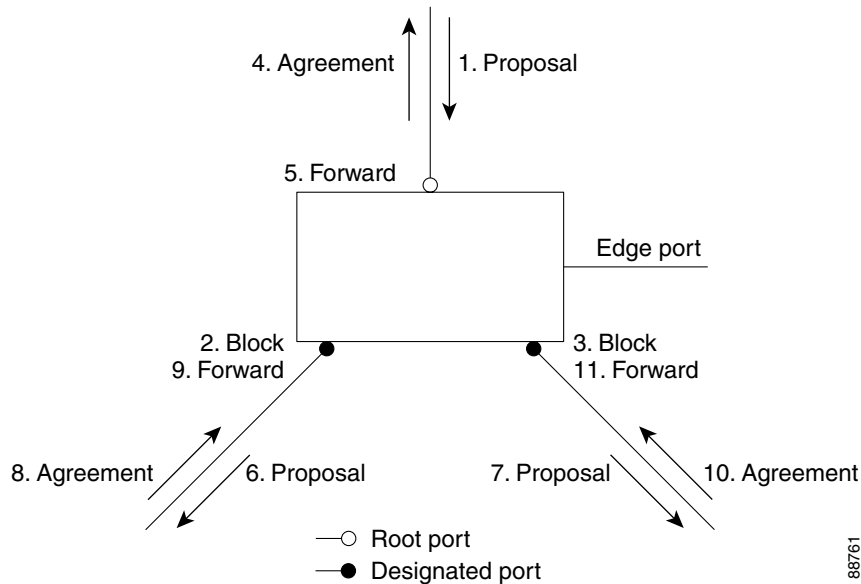 4. Agreement
1. Proposal
5. Forward
Edge port
2. Block
9. Forward
3. Block
11. Forward
8. Agreement
6. Proposal
7. Proposal
10. Agreement
Root port
Designated port
88761